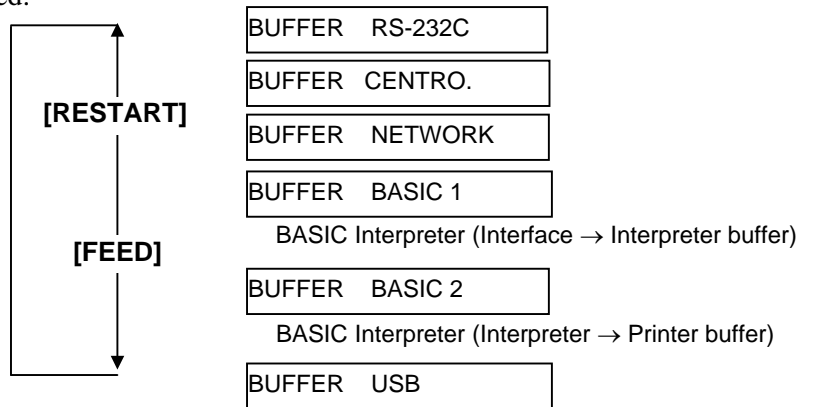 BUFFER RS-232C
BUFFER CENTRO.
[RESTART]
BUFFER NETWORK
BUFFER BASIC 1
BASIC Interpreter (Interface → Interpreter buffer)
[FEED]
BUFFER BASIC 2
BASIC Interpreter (Interpreter → Printer buffer)
BUFFER USB